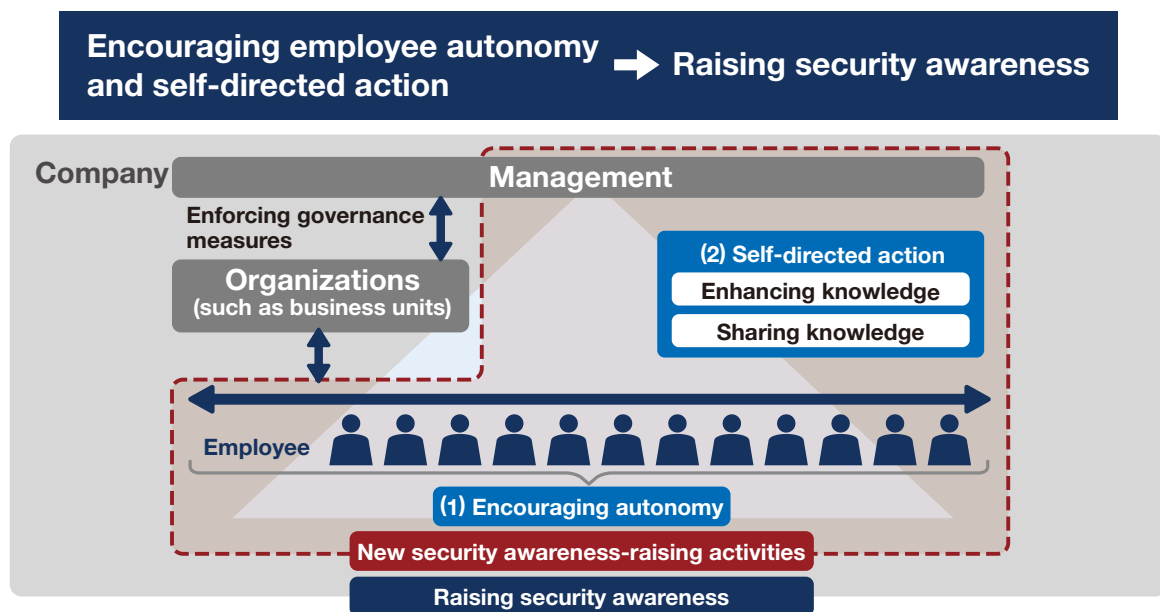 Encouraging employee autonomy
and self-directed action
Raising security awareness
Company
Management
Enforcing governance
measures
Organizations
(such as business units)
(2) Self-directed action
Enhancing knowledge
Sharing knowledge
Employee
(1) Encouraging autonomy
New security awareness-raising activities
Raising security awareness